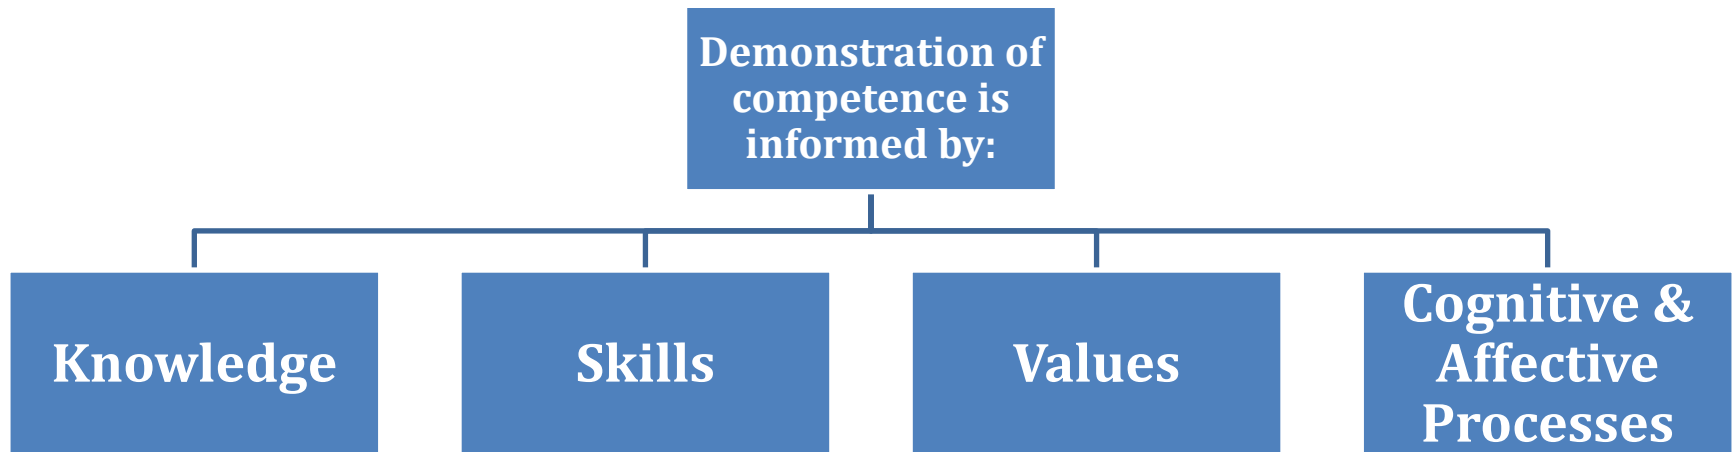 Demonstration of
competence is
informed by:
Knowledge
Skills
Values
Cognitive &
Affective
Processes